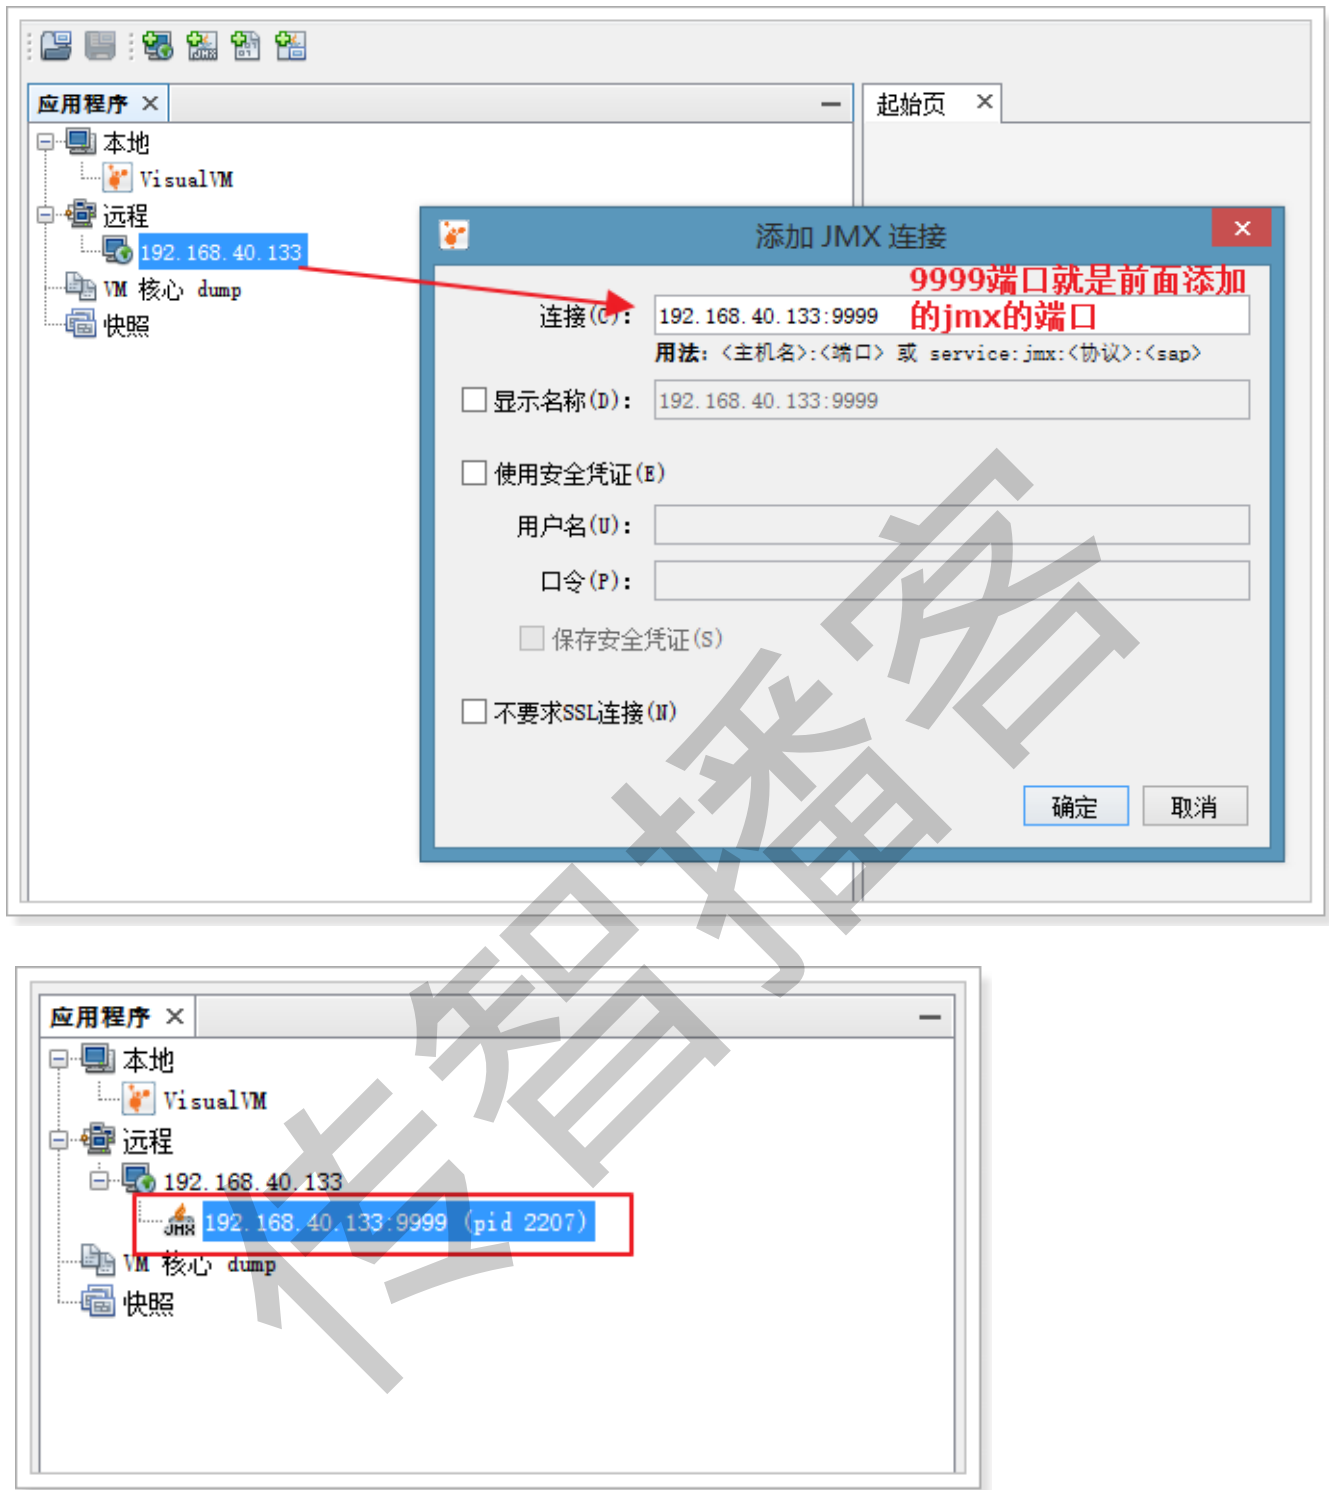 应用程序
起始页
本地
VisualVM
远程
192.168.40.133
VM 核心 dump
快照
添加 JMX 连接
9999端口就是前面添加
的jmx的端口
连接(C): 192.168.40.133:9999
用法: <主机名>:<端口> 或 service:jmx:<协议>:<sap>
显示名称(D): 192.168.40.133:9999
使用安全凭证(E)
用户名(U):
口令(P):
保存安全凭证(S)
不要求SSL连接(N)
确定 取消
应用程序
本地
VisualVM
远程
192.168.40.133
JMX 192.168.40.133:9999 (pid 2207)
VM 核心 dump
快照
传智播客